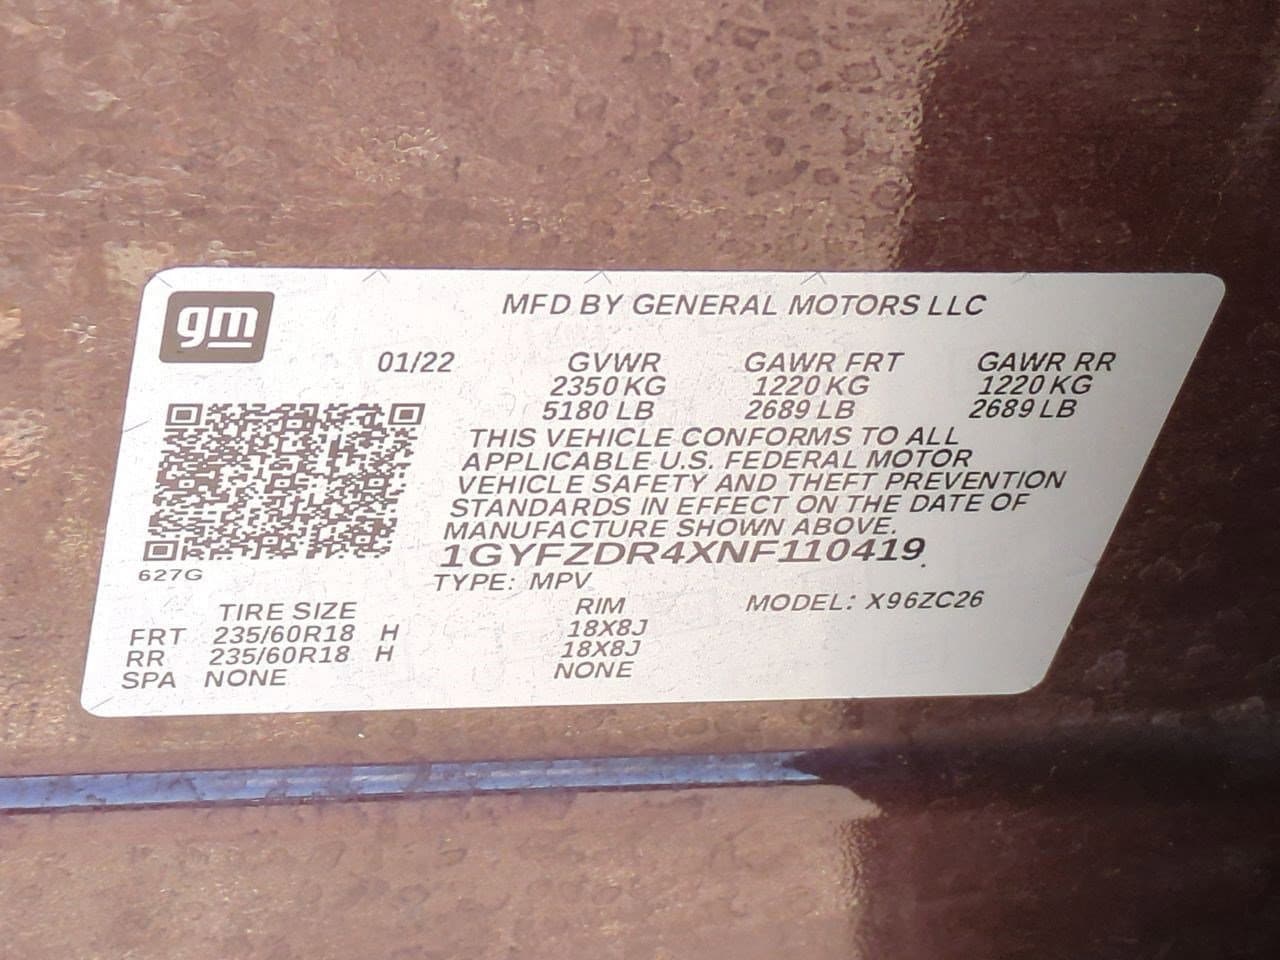 gm
MFD BY GENERAL MOTORS LLC
01/22 GVWR GAWR FRT GAWR RR
2350 KG 1220 KG 1220 KG
5180 LB 2689 LB 2689 LB
THIS VEHICLE CONFORMS TO ALL
APPLICABLE U.S. FEDERAL MOTOR
VEHICLE SAFETY AND THEFT PREVENTION
STANDARDS IN EFFECT ON THE DATE OF
MANUFACTURE SHOWN ABOVE.
1GYFZDR4XNF110419
627G
TYPE: MPV
TIRE SIZE RIM MODEL: X96ZC26
FRT 235/60R18 H 18X8J
RR 235/60R18 H 18X8J
SPA NONE NONE